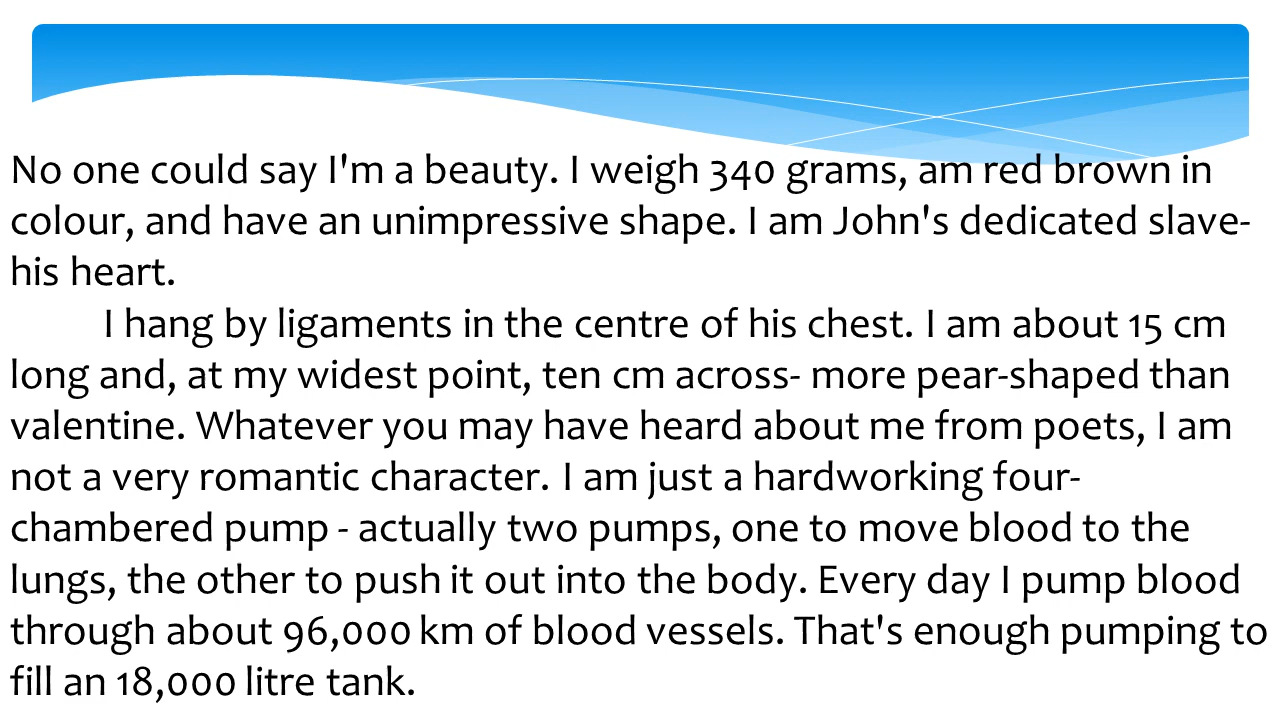 No one could say I'm a beauty. I weigh 340 grams, am red brown in
colour, and have an unimpressive shape. I am John's dedicated slave-
his heart.
I hang by ligaments in the centre of his chest. I am about 15 cm
long and, at my widest point, ten cm across- more pear-shaped than
valentine. Whatever you may have heard about me from poets, I am
not a very romantic character. I am just a hardworking four-
chambered pump - actually two pumps, one to move blood to the
lungs, the other to push it out into the body. Every day I pump blood
through about 96,000 km of blood vessels. That's enough pumping to
fill an 18,000 litre tank.